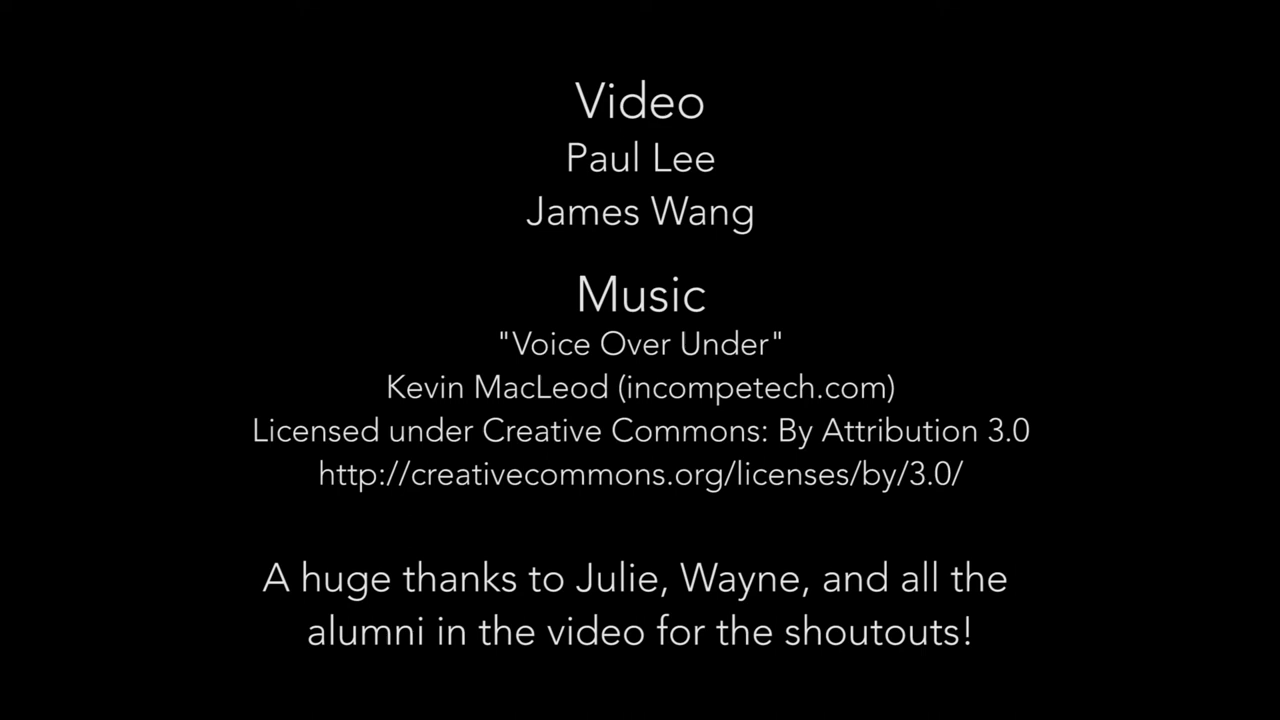 Video
Paul Lee
James Wang
Music
"Voice Over Under"
Kevin MacLeod (incompetech.com)
Licensed under Creative Commons: By Attribution 3.0
http://creativecommons.org/licenses/by/3.0/
A huge thanks to Julie, Wayne, and all the
alumni in the video for the shoutouts!